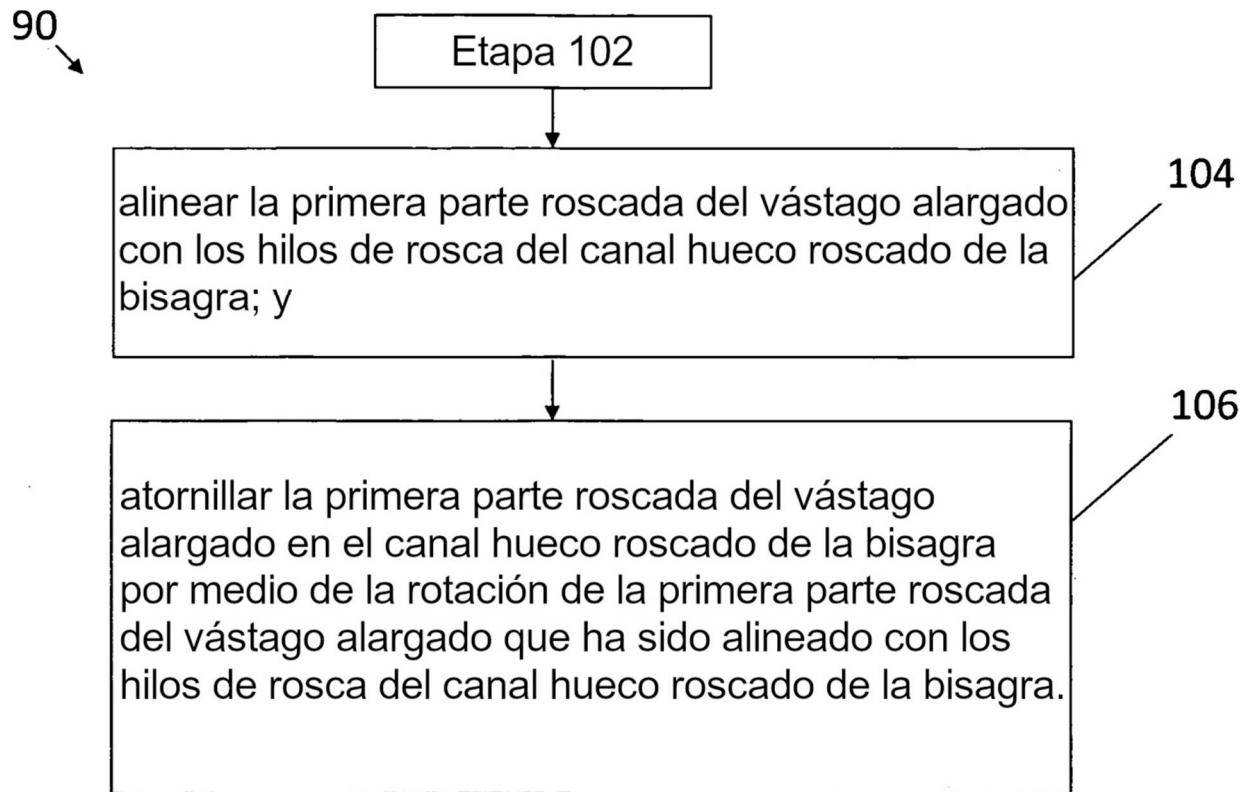 90
Etapa 102
104
alinear la primera parte roscada del vástago alargado
con los hilos de rosca del canal hueco roscado de la
bisagra; y
106
atornillar la primera parte roscada del vástago
alargado en el canal hueco roscado de la bisagra
por medio de la rotación de la primera parte roscada
del vástago alargado que ha sido alineado con los
hilos de rosca del canal hueco roscado de la bisagra.